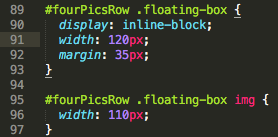 89 #fourPicsRow .floating-box {
90 display: inline-block;
91 width: 120px;
92 margin: 35px;
93 }
94
95 #fourPicsRow .floating-box img {
96 width: 110px;
97 }